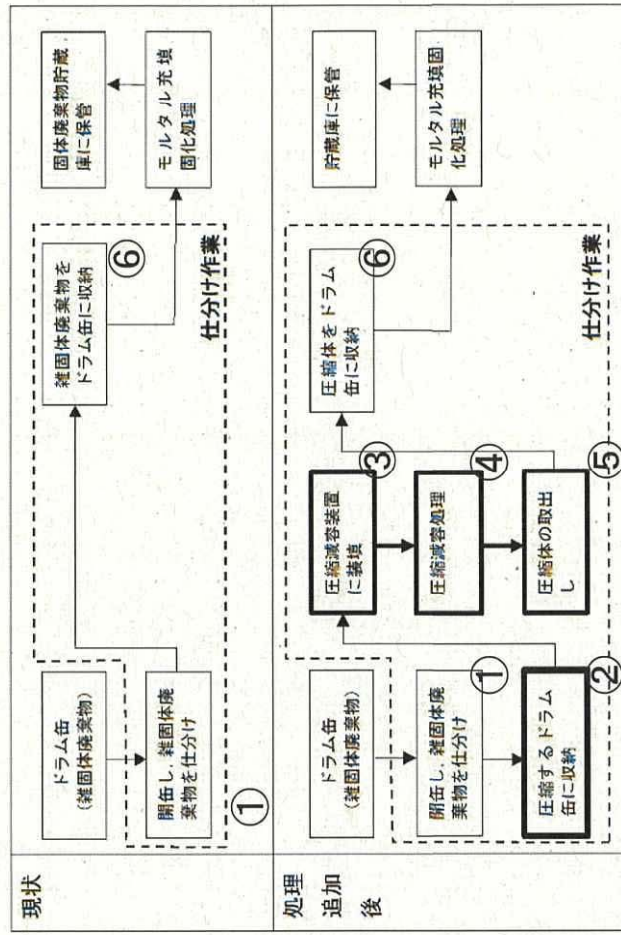 現状
ドラム缶
(雑固体廃棄物)
開缶し、雑固体廃
棄物を仕分け
①
雑固体廃棄物を
ドラム缶に収納
⑥
仕分け作業
モルタル充填
固化処理
固体廃棄物貯蔵
庫に保管
処理
追加
後
ドラム缶
(雑固体廃棄物)
開缶し、雑固体廃
棄物を仕分け
①
圧縮するドラム
缶に収納
②
圧縮減容装置
に装填
③
圧縮減容処理
④
圧縮体の取出
し
⑤
圧縮体をドラム
缶に収納
⑥
仕分け作業
モルタル充填固
化処理
貯蔵庫に保管